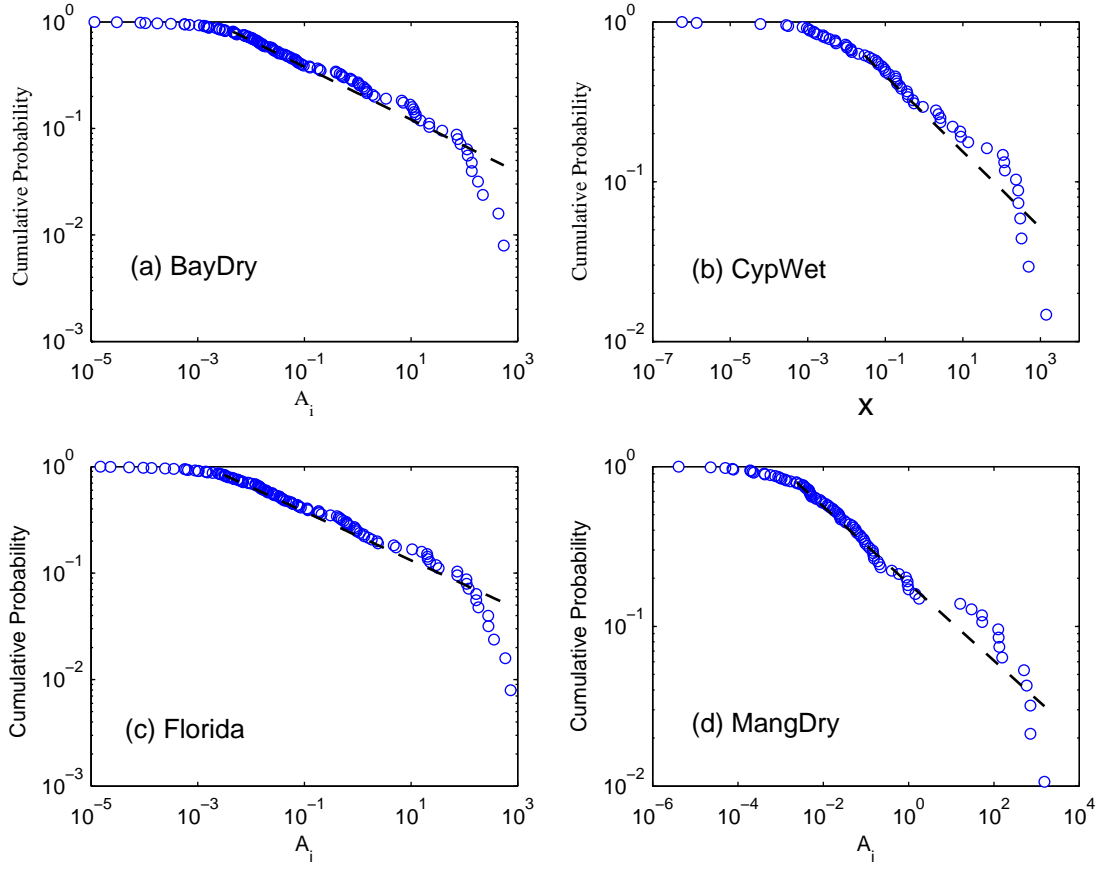 10^0
10^−1
10^−2
10^−3
10^−5 10^−3 10^−1 10^1 10^3
A_i
Cumulative Probability
(a) BayDry
10^0
10^−1
10^−2
10^−7 10^−5 10^−3 10^−1 10^1 10^3
X
Cumulative Probability
(b) CypWet
10^0
10^−1
10^−2
10^−3
10^−5 10^−3 10^−1 10^1 10^3
A_i
Cumulative Probability
(c) Florida
10^0
10^−1
10^−2
10^−6 10^−4 10^−2 10^0 10^2 10^4
A_i
Cumulative Probability
(d) MangDry